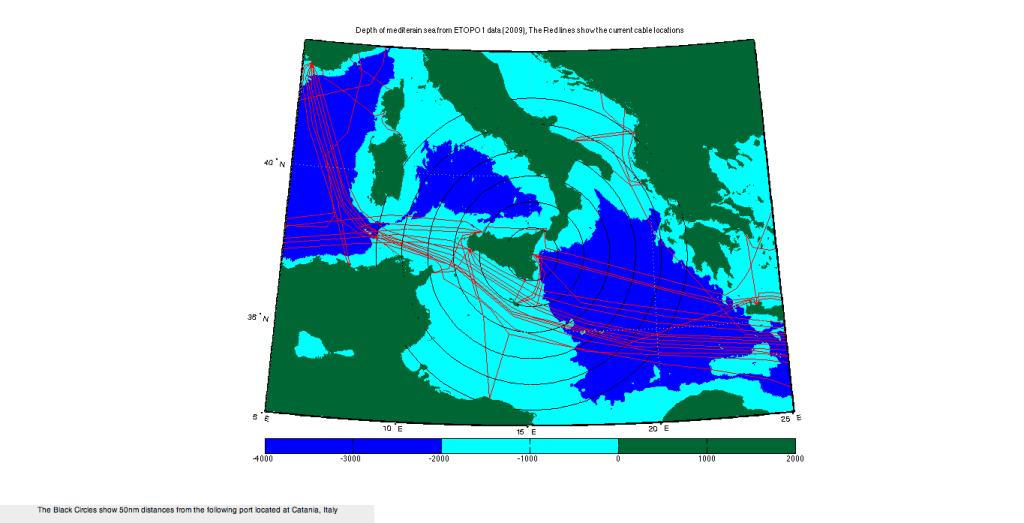 Depth of mediterain sea from ETOPO1 data (2009), The Red lines show the current cable locations
40° N
35° N
5° E
10° E
15° E
20° E
25° E
-4000 -3000 -2000 -1000 0 1000 2000
The Black Circles show 50nm distances from the following port located at Catania, Italy